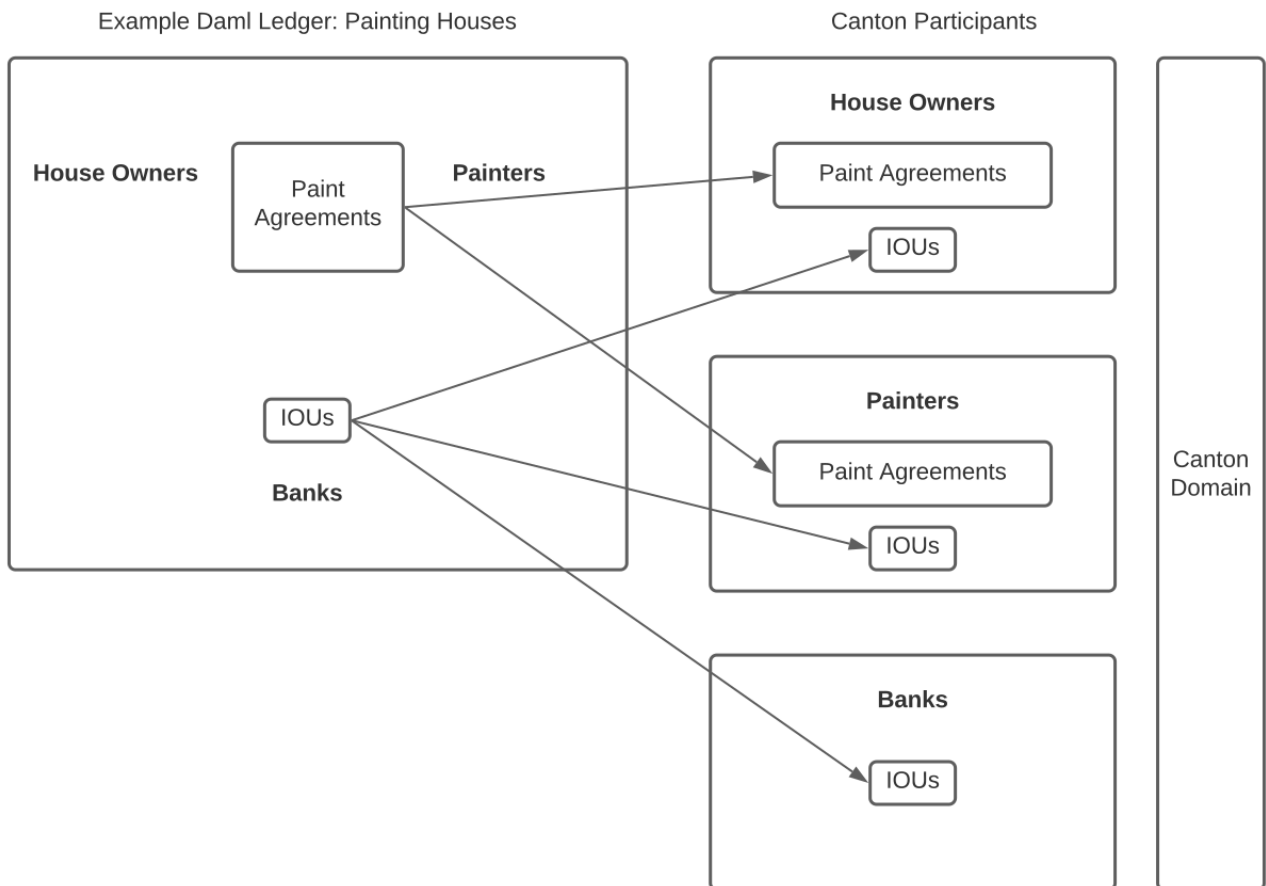 Example Daml Ledger: Painting Houses
House Owners
Paint
Agreements
Painters
IOUs
Banks
Canton Participants
House Owners
Paint Agreements
IOUs
Painters
Paint Agreements
IOUs
Banks
IOUs
Canton
Domain